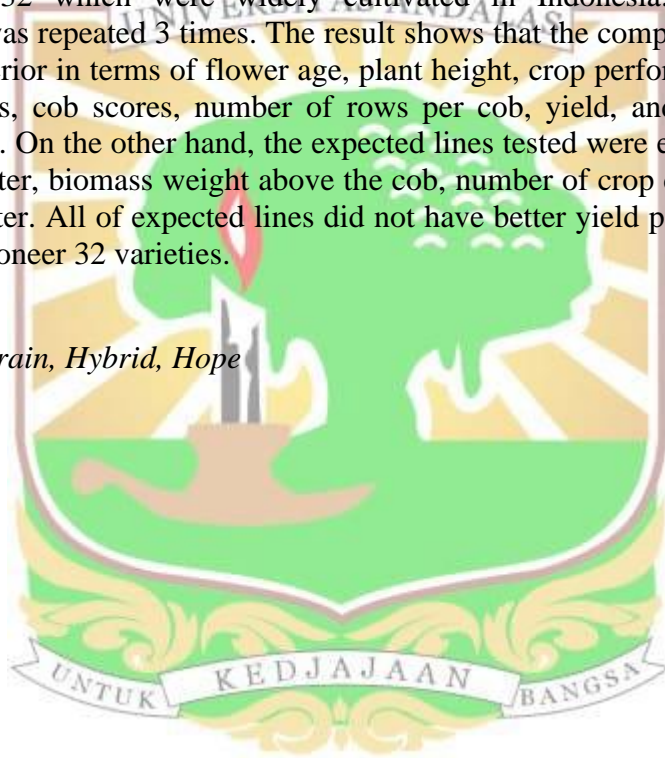 32 which were widely cultivated in Indonesia.
UNIVERSITAS ANDALAS
was repeated 3 times. The result shows that the comp
rior in terms of flower age, plant height, crop perfor
s, cob scores, number of rows per cob, yield, and
. On the other hand, the expected lines tested were e
ter, biomass weight above the cob, number of crop
ter. All of expected lines did not have better yield p
oneer 32 varieties.
rain, Hybrid, Hope
UNTUK KEDJAJAAN BANGSA